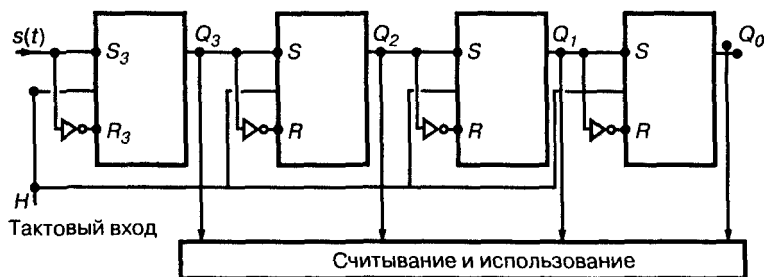 s(t) S₃ Q₃ S Q₂ S Q₁ S Q₀
R₃ R R R
H
Тактовый вход
Считывание и использование